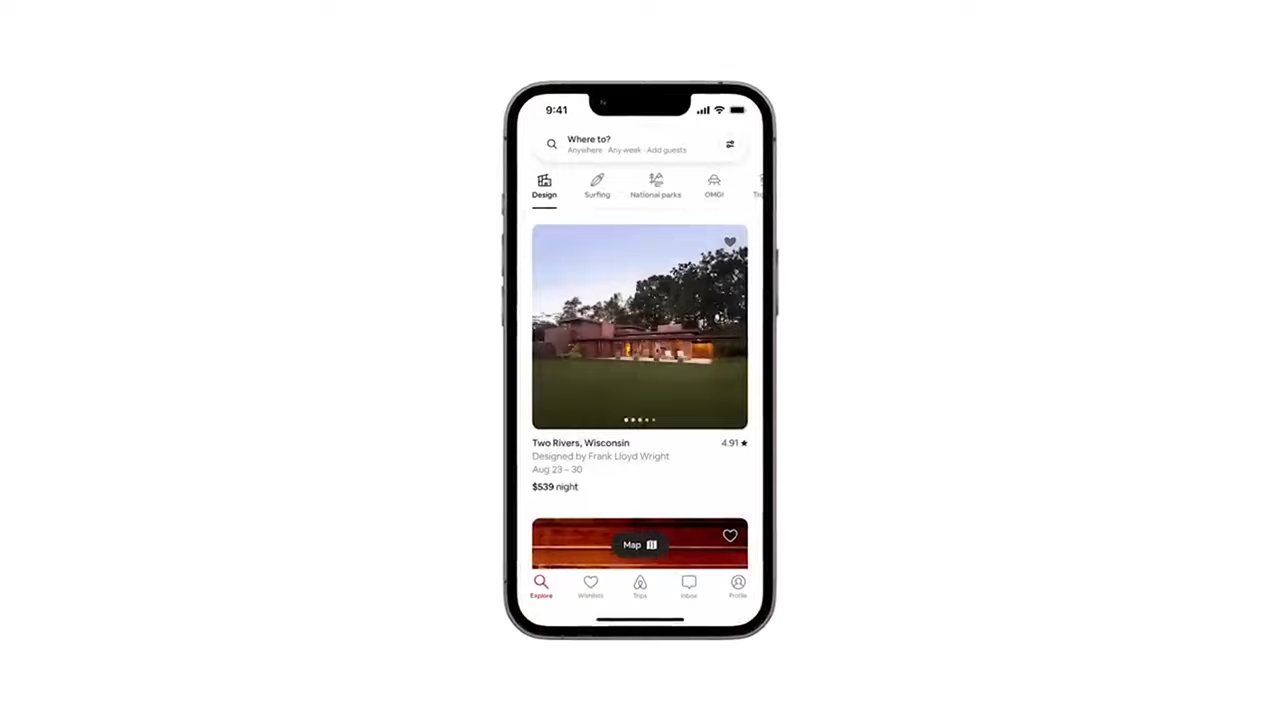 9:41
Where to?
Anywhere · Any week · Add guests
Design Surfing National parks OMG!
Two Rivers, Wisconsin 4.91 ★
Designed by Frank Lloyd Wright
Aug 23 – 30
$539 night
Map
Explore Wishlists Trips Inbox Profile